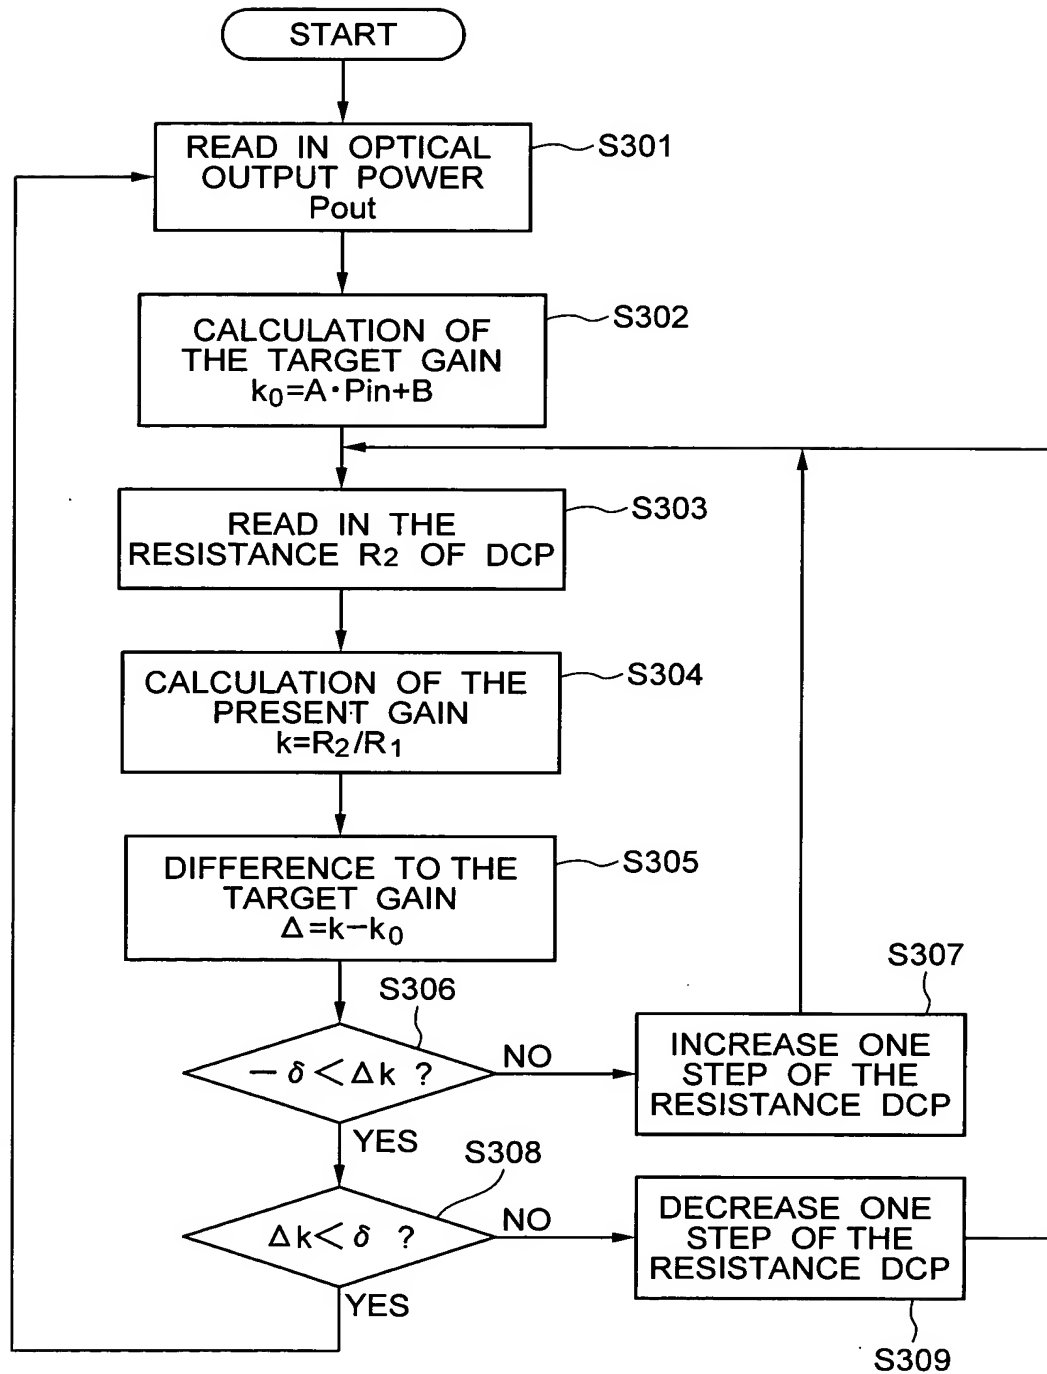 START
READ IN OPTICAL
OUTPUT POWER
Pout
S301
CALCULATION OF
THE TARGET GAIN
k₀=A・Pin+B
S302
READ IN THE
RESISTANCE R₂ OF DCP
S303
CALCULATION OF THE
PRESENT GAIN
k=R₂/R₁
S304
DIFFERENCE TO THE
TARGET GAIN
Δ=k−k₀
S305
S306
− δ < Δk ?
NO
YES
S307
INCREASE ONE
STEP OF THE
RESISTANCE DCP
S308
Δk < δ ?
NO
YES
DECREASE ONE
STEP OF THE
RESISTANCE DCP
S309